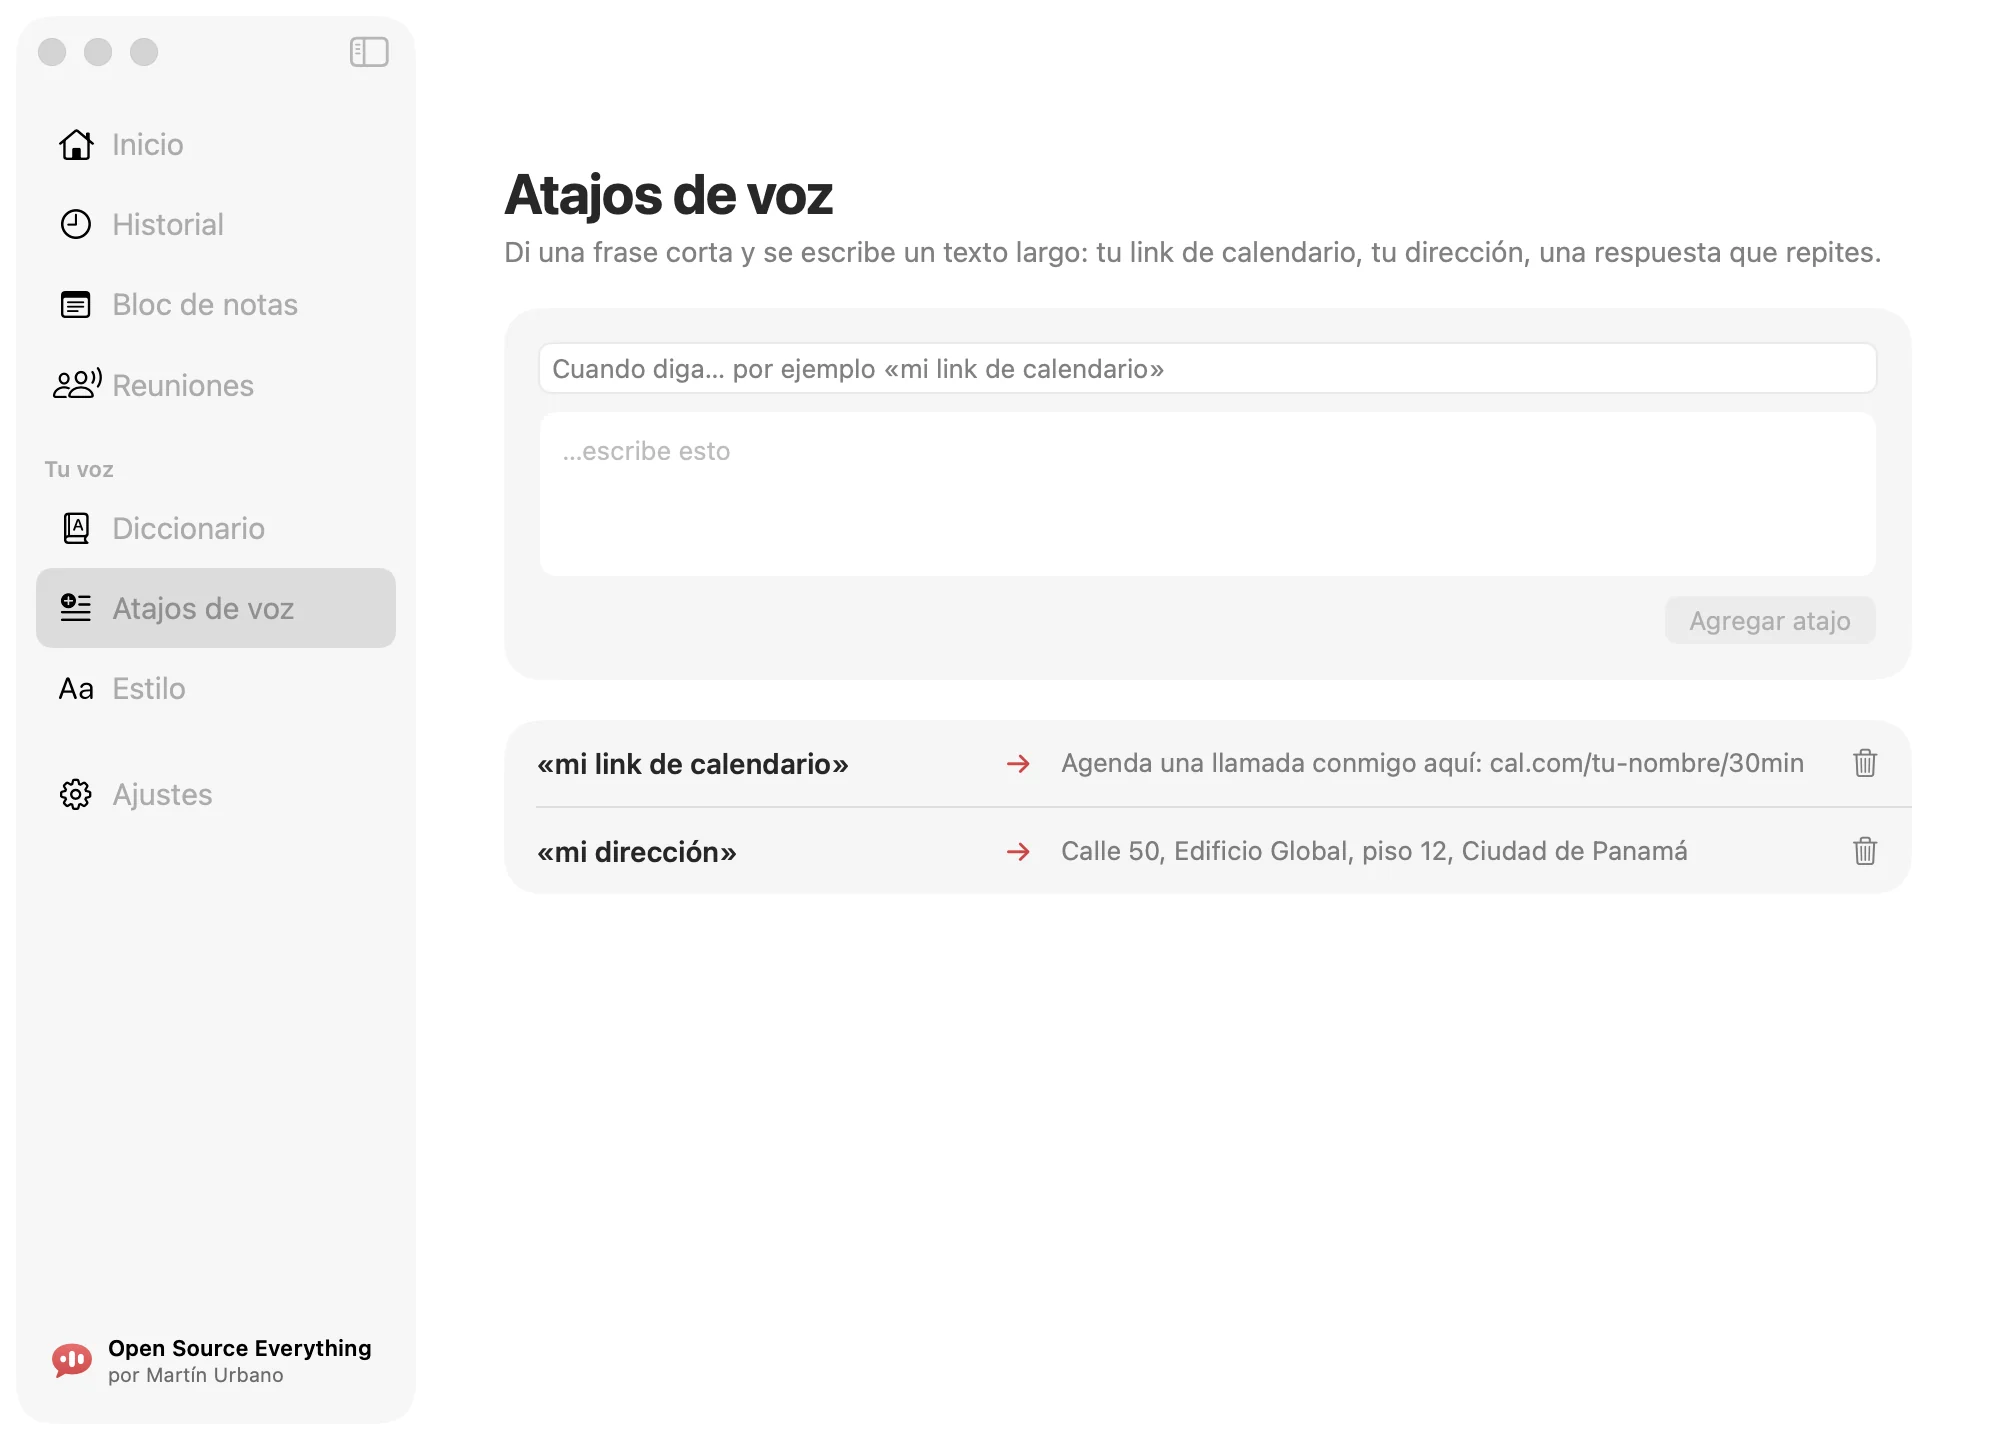 Inicio
Historial
Bloc de notas
Reuniones
Tu voz
Diccionario
Atajos de voz
Aa Estilo
Ajustes
Open Source Everything
por Martín Urbano
Atajos de voz
Di una frase corta y se escribe un texto largo: tu link de calendario, tu dirección, una respuesta que repites.
Cuando diga... por ejemplo «mi link de calendario»
...escribe esto
Agregar atajo
«mi link de calendario» → Agenda una llamada conmigo aquí: cal.com/tu-nombre/30min
«mi dirección» → Calle 50, Edificio Global, piso 12, Ciudad de Panamá